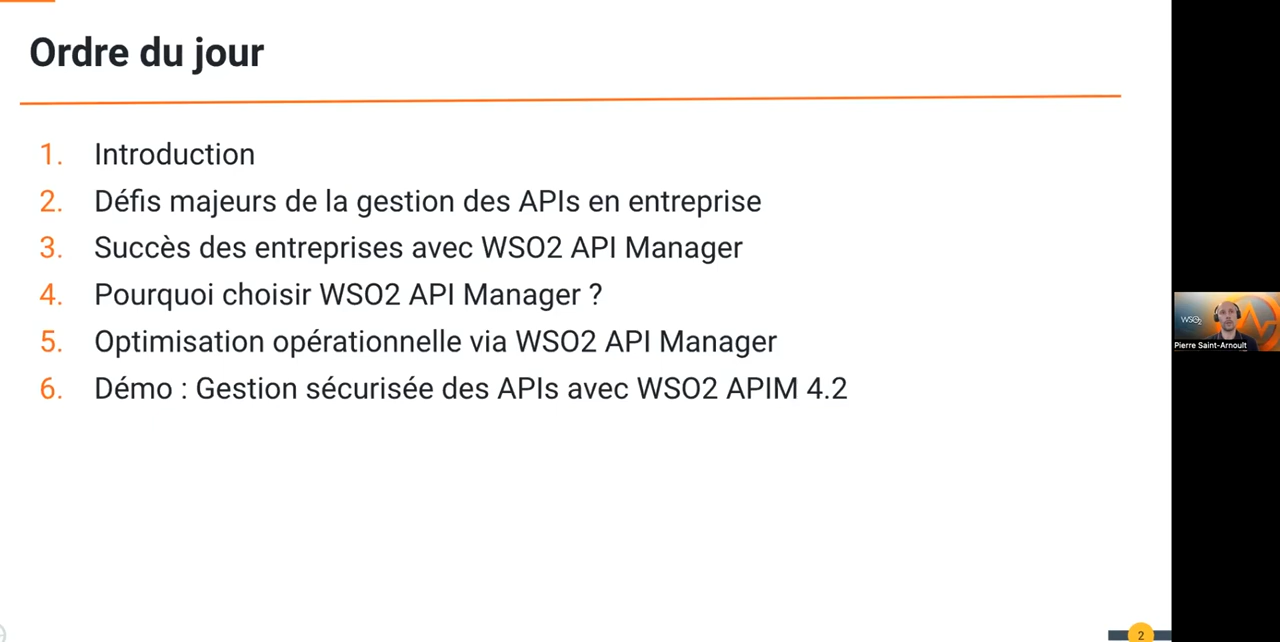 Ordre du jour
1. Introduction
2. Défis majeurs de la gestion des APIs en entreprise
3. Succès des entreprises avec WSO2 API Manager
4. Pourquoi choisir WSO2 API Manager ?
5. Optimisation opérationnelle via WSO2 API Manager
6. Démo : Gestion sécurisée des APIs avec WSO2 APIM 4.2
WSO2
Pierre Saint-Arnoult
2